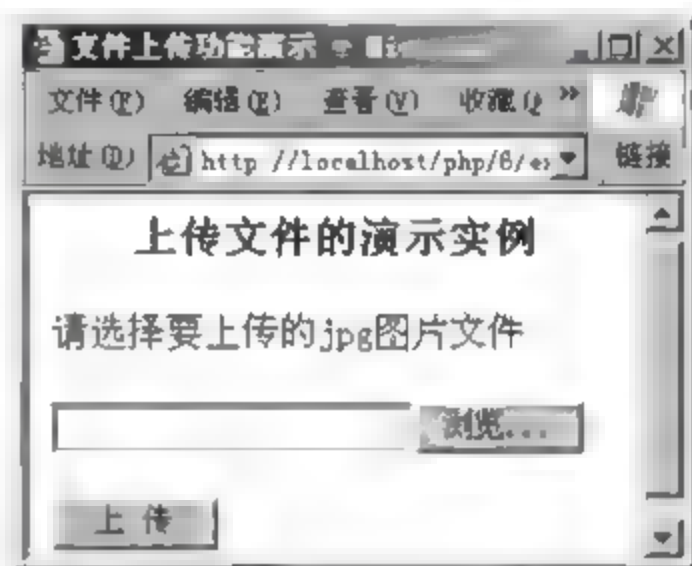 文件上传功能演示
文件(F) 编辑(E) 查看(V) 收藏( »
地址(D) http //localhost/php/6/e 链接
上传文件的演示实例
请选择要上传的jpg图片文件
浏览...
上 传